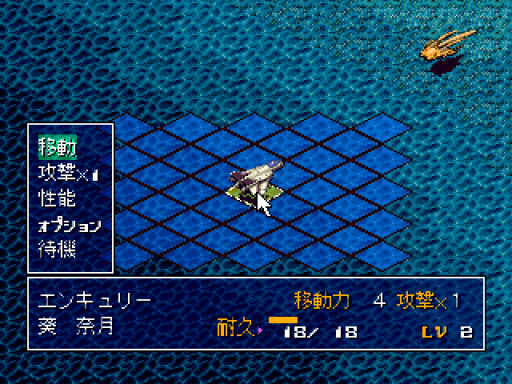 移動
攻撃×1
性能
オプション
待機
エンキュリー 移動力 4 攻撃×1
葵 奈月 耐久 18/ 18 LV 2